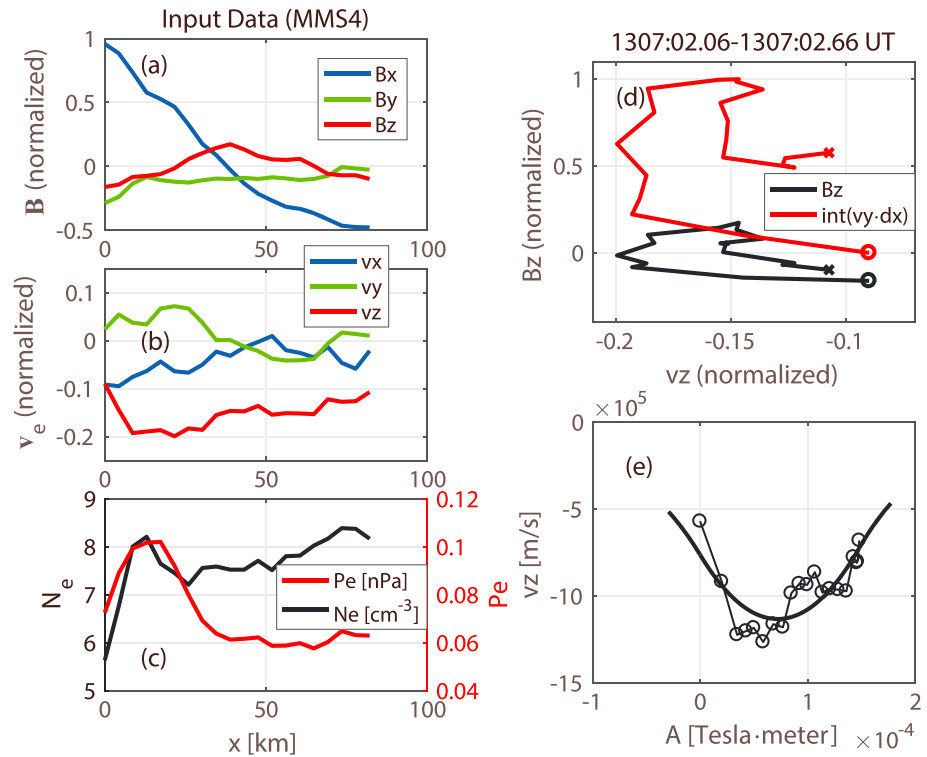 Input Data (MMS4)
1
0.5
0
-0.5
B (normalized)
(a)
Bx
By
Bz
0
50
100
0.1
0
-0.1
-0.2
v_e (normalized)
(b)
vx
vy
vz
0
50
100
9
8
7
6
5
N_e
(c)
Pe [nPa]
Ne [cm⁻³]
0.12
0.1
0.08
0.06
0.04
Pe
0
50
100
x [km]
1307:02.06-1307:02.66 UT
1
0.5
0
Bz (normalized)
(d)
Bz
int(vy·dx)
-0.2
-0.15
-0.1
vz (normalized)
×10⁵
0
-5
-10
-15
vz [m/s]
(e)
-1
0
1
2
A [Tesla·meter]
×10⁻⁴